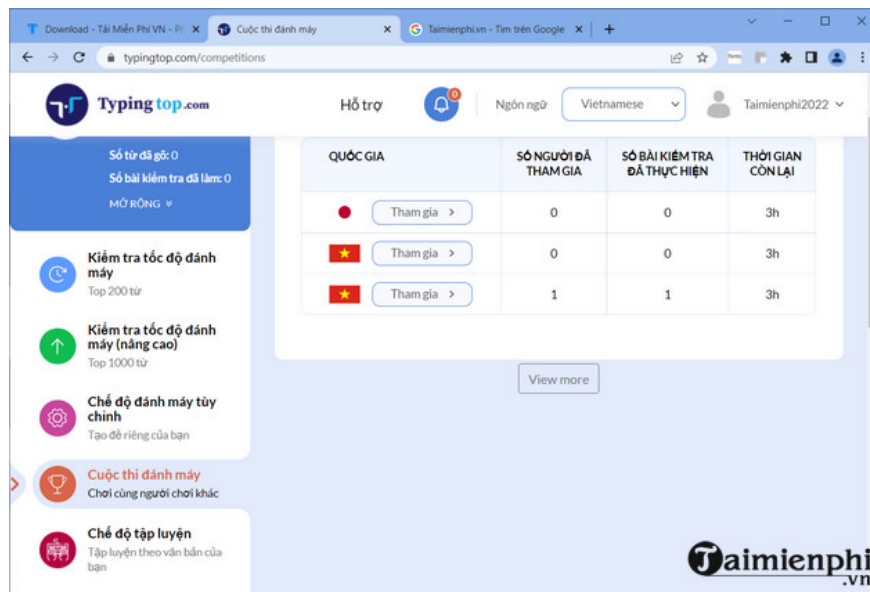 Download - Tải Miễn Phí VN - Ph
Cuộc thi đánh máy
Taimienphi.vn - Tìm trên Google
typingtop.com/competitions
Typing top.com
Hỗ trợ
0
Ngôn ngữ
Vietnamese
Taimienphi2022
Số từ đã gõ: 0
Số bài kiểm tra đã làm: 0
MỞ RỘNG
QUỐC GIA
SỐ NGƯỜI ĐÃ
THAM GIA
SỐ BÀI KIỂM TRA
ĐÃ THỰC HIỆN
THỜI GIAN
CÒN LẠI
Tham gia > 0 0 3h
Tham gia > 0 0 3h
Tham gia > 1 1 3h
View more
Kiểm tra tốc độ đánh
máy
Top 200 từ
Kiểm tra tốc độ đánh
máy (nâng cao)
Top 1000 từ
Chế độ đánh máy tùy
chỉnh
Tạo đề riêng của bạn
Cuộc thi đánh máy
Chơi cùng người chơi khác
Chế độ tập luyện
Tập luyện theo văn bản của
bạn
Taimienphi
.vn